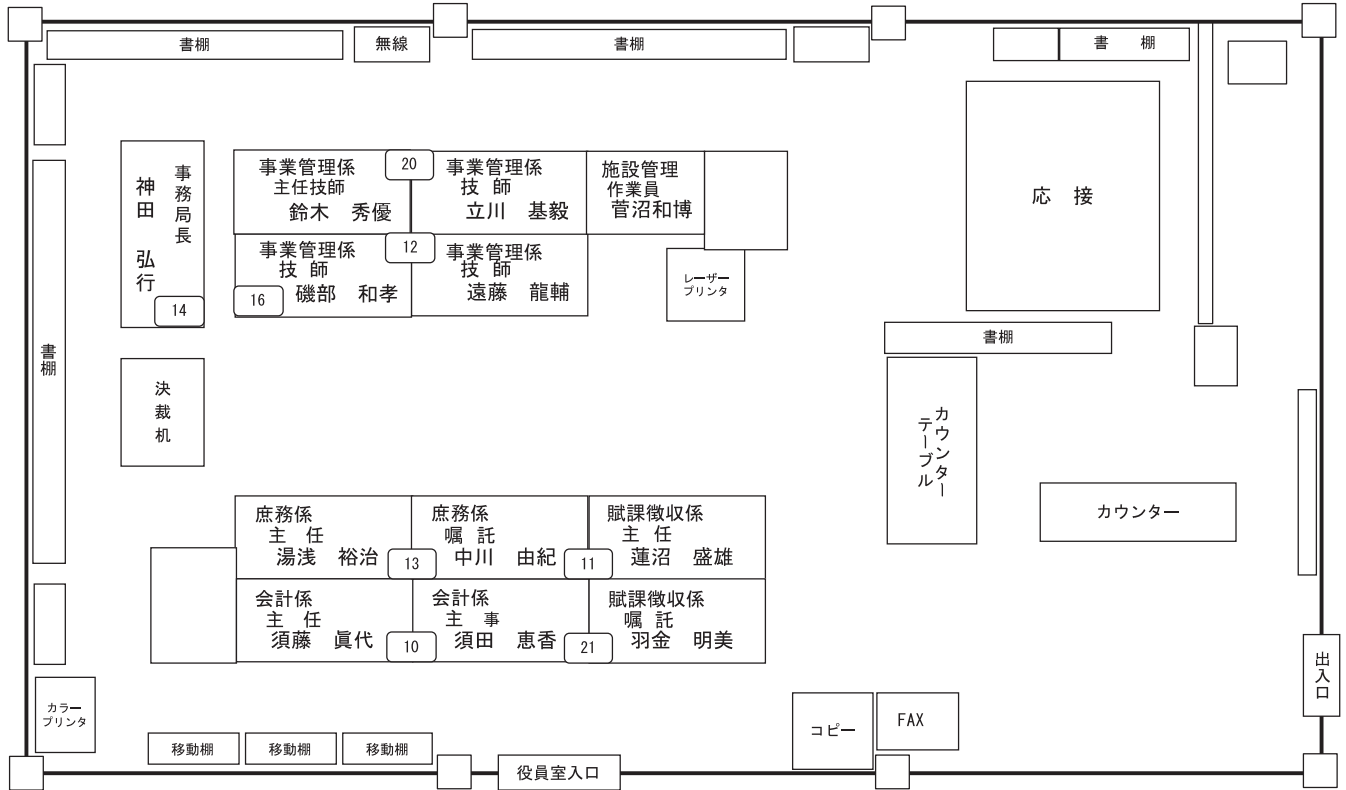 書棚
無線
書棚
書　棚
事務局長
神田　弘行
14
事業管理係
主任技師
鈴木　秀優
20
事業管理係
技 師
立川　基毅
施設管理
作業員
菅沼和博
事業管理係
技 師
磯部　和孝
16
12
事業管理係
技 師
遠藤　龍輔
レーザー
プリンタ
応　接
書棚
書棚
決裁机
カウンター
テーブル
カウンター
庶務係
主　任
湯浅　裕治
13
庶務係
嘱　託
中川　由紀
11
賦課徴収係
主　任
蓮沼　盛雄
会計係
主　任
須藤　眞代
10
会計係
主　事
須田　恵香
21
賦課徴収係
嘱　託
羽金　明美
出入口
カラー
プリンタ
移動棚
移動棚
移動棚
役員室入口
コピー
FAX